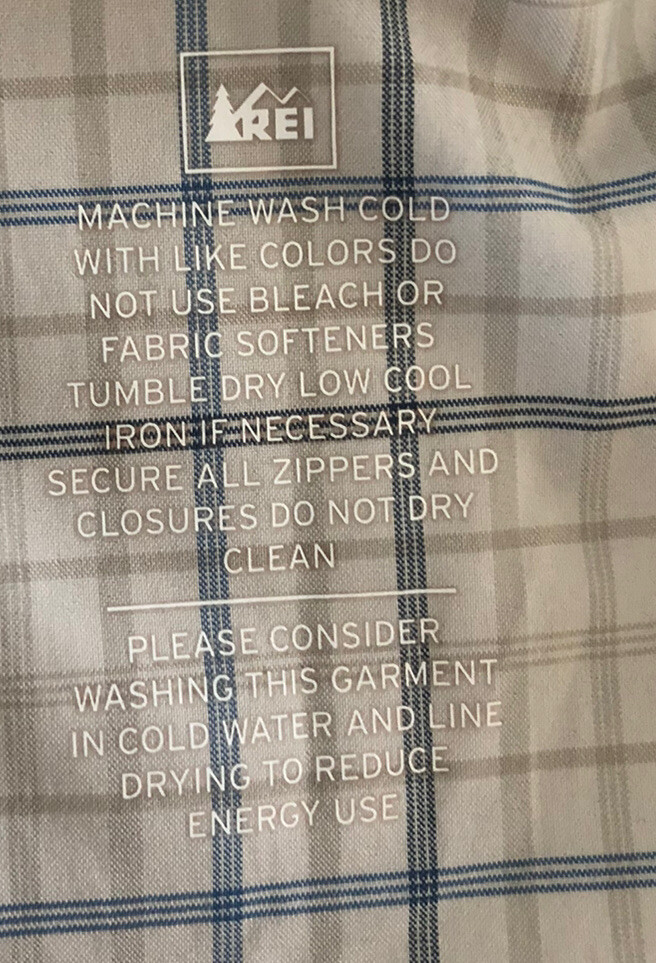 REI
MACHINE WASH COLD
WITH LIKE COLORS DO
NOT USE BLEACH OR
FABRIC SOFTENERS
TUMBLE DRY LOW COOL
IRON IF NECESSARY
SECURE ALL ZIPPERS AND
CLOSURES DO NOT DRY
CLEAN
PLEASE CONSIDER
WASHING THIS GARMENT
IN COLD WATER AND LINE
DRYING TO REDUCE
ENERGY USE